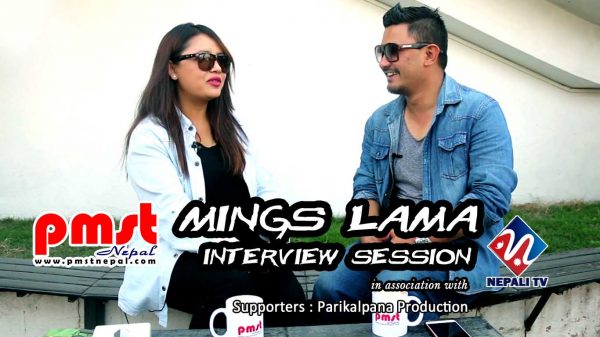 pmst
Nepal
www.pmstnepal.com
MINGS LAMA
INTERVIEW SESSION
in association with
NEPALI TV
Supporters : Parikalpana Production
pmst
pmst